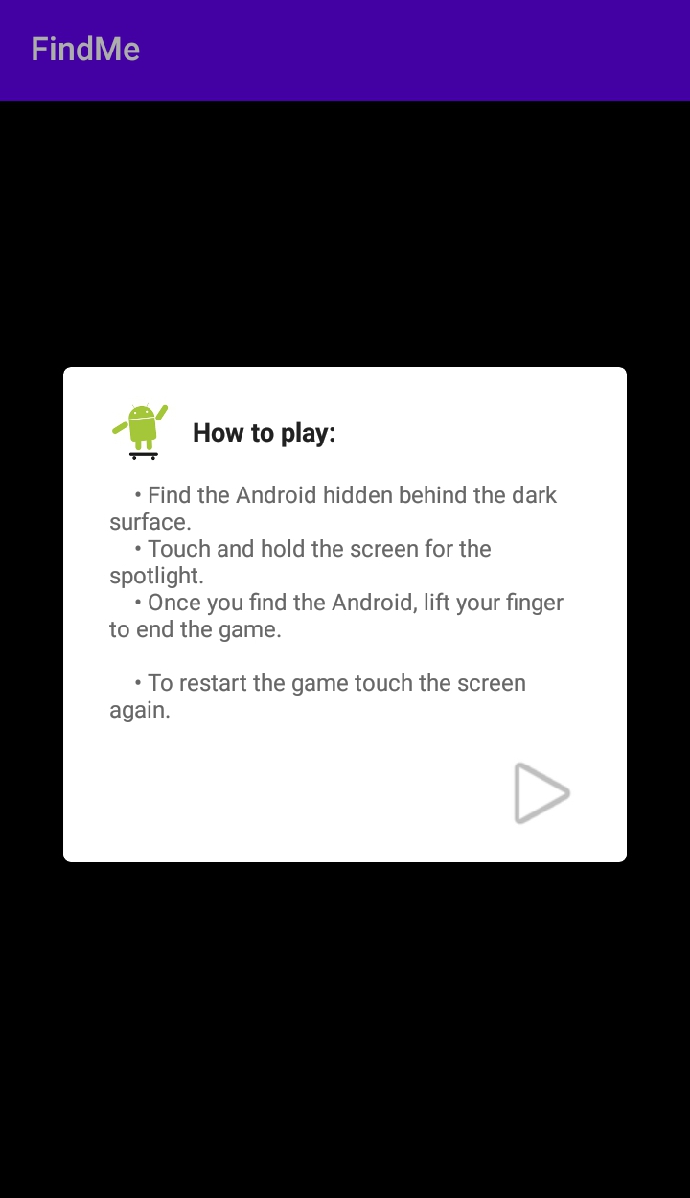 FindMe
How to play:
• Find the Android hidden behind the dark
surface.
• Touch and hold the screen for the
spotlight.
• Once you find the Android, lift your finger
to end the game.
• To restart the game touch the screen
again.